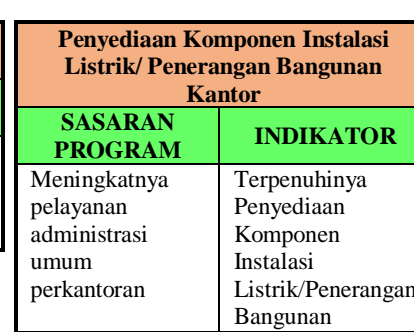 Penyediaan Komponen Instalasi
Listrik/ Penerangan Bangunan
Kantor
SASARAN
PROGRAM
INDIKATOR
Meningkatnya
pelayanan
administrasi
umum
perkantoran
Terpenuhinya
Penyediaan
Komponen
Instalasi
Listrik/Penerangan
Bangunan